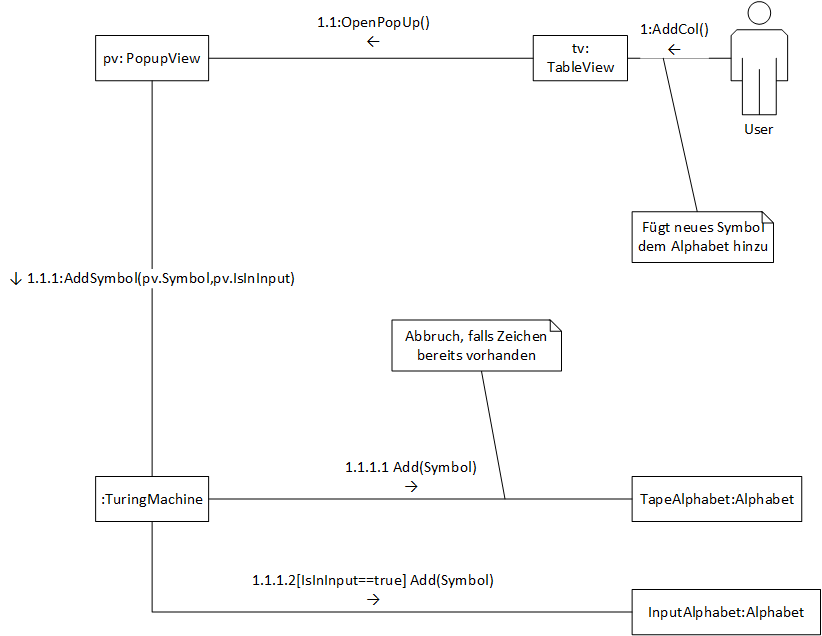 1.1:OpenPopUp()
←
1:AddCol()
←
pv: PopupView
tv:
TableView
User
Fügt neues Symbol
dem Alphabet hinzu
↓ 1.1.1:AddSymbol(pv.Symbol,pv.IsInInput)
Abbruch, falls Zeichen
bereits vorhanden
1.1.1.1 Add(Symbol)
→
:TuringMachine
TapeAlphabet:Alphabet
1.1.1.2[IsInInput==true] Add(Symbol)
→
InputAlphabet:Alphabet